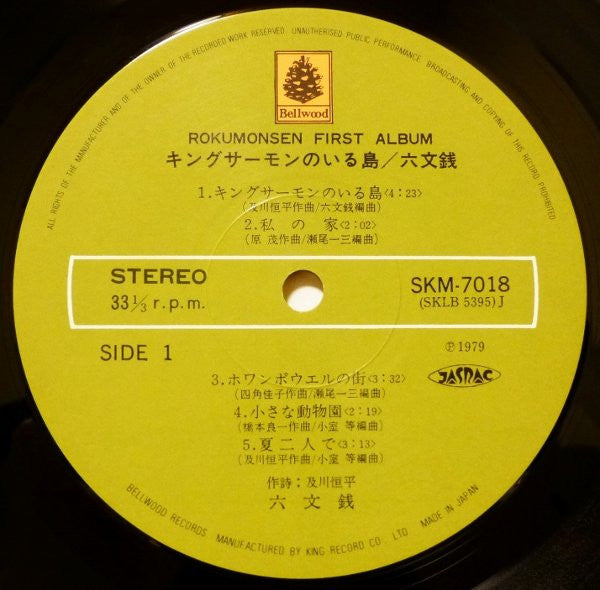 ALL RIGHTS OF THE MANUFACTURER AND OF THE OWNER OF THE RECORDED WORK RESERVED. UNAUTHORISED PUBLIC PERFORMANCE, BROADCASTING AND COPYING OF THIS RECORD PROHIBITED
Bellwood
ROKUMONSEN FIRST ALBUM
キングサーモンのいる島/六文銭
1.キングサーモンのいる島〈4:23〉
(及川恒平作曲/六文銭編曲)
2.私の家〈2:02〉
(原 茂作曲/瀬尾一三編曲)
STEREO
33 1/3 r.p.m.
SKM-7018
(SKLB 5395)J
SIDE 1
Ⓟ1979
JASRAC
3.ホワンポウエルの街〈3:32〉
(四角佳子作曲/瀬尾一三編曲)
4.小さな動物園〈2:19〉
(橋本良一作曲/小室 等編曲)
5.夏二人で〈3:13〉
(及川恒平作曲/小室 等編曲)
作詩:及川恒平
六文銭
BELLWOOD RECORDS MANUFACTURED BY KING RECORD CO., LTD. MADE IN JAPAN